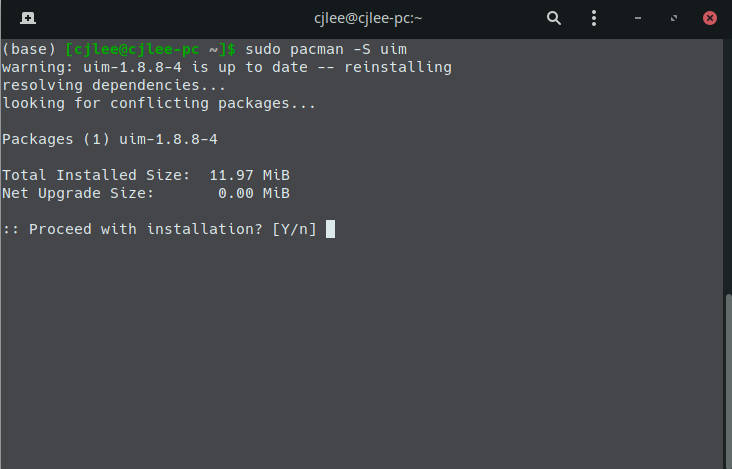 cjlee@cjlee-pc:~
(base) [cjlee@cjlee-pc ~]$ sudo pacman -S uim
warning: uim-1.8.8-4 is up to date -- reinstalling
resolving dependencies...
looking for conflicting packages...
Packages (1) uim-1.8.8-4
Total Installed Size:  11.97 MiB
Net Upgrade Size:       0.00 MiB
:: Proceed with installation? [Y/n]